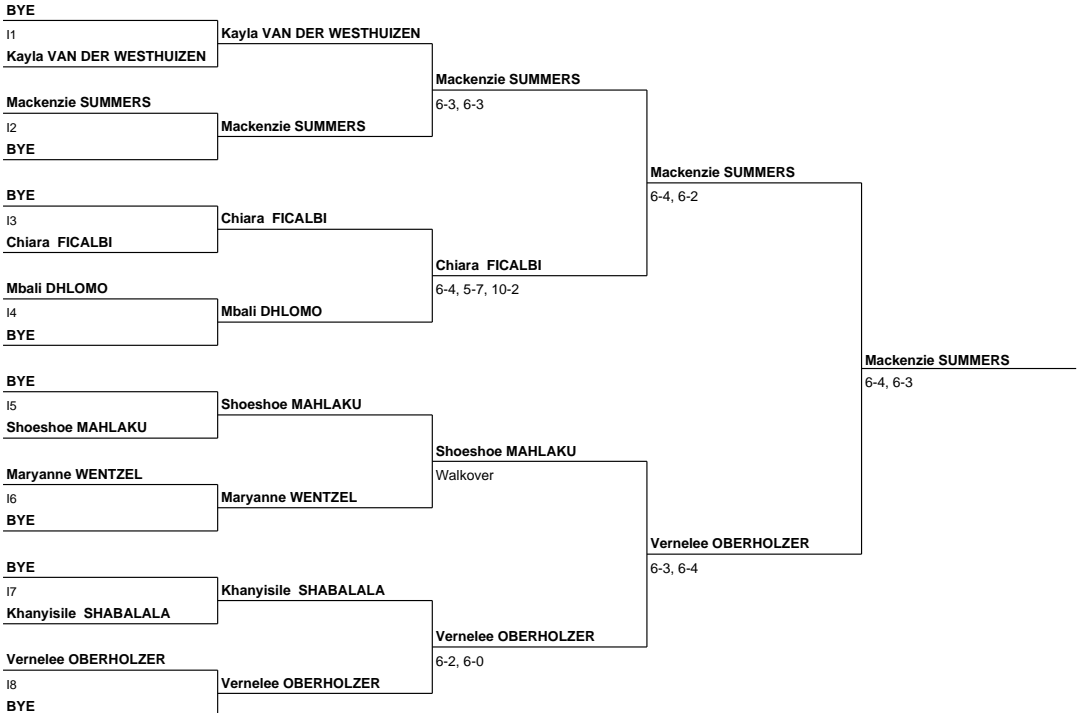 BYE
I1
Kayla VAN DER WESTHUIZEN
Mackenzie SUMMERS
I2
BYE
BYE
I3
Chiara FICALBI
Mbali DHLOMO
I4
BYE
BYE
I5
Shoeshoe MAHLAKU
Maryanne WENTZEL
I6
BYE
BYE
I7
Khanyisile SHABALALA
Vernelee OBERHOLZER
I8
BYE
Kayla VAN DER WESTHUIZEN
Mackenzie SUMMERS
Chiara FICALBI
Mbali DHLOMO
Shoeshoe MAHLAKU
Maryanne WENTZEL
Khanyisile SHABALALA
Vernelee OBERHOLZER
Mackenzie SUMMERS
6-3, 6-3
Chiara FICALBI
6-4, 5-7, 10-2
Shoeshoe MAHLAKU
Walkover
Vernelee OBERHOLZER
6-2, 6-0
Mackenzie SUMMERS
6-4, 6-2
Vernelee OBERHOLZER
6-3, 6-4
Mackenzie SUMMERS
6-4, 6-3